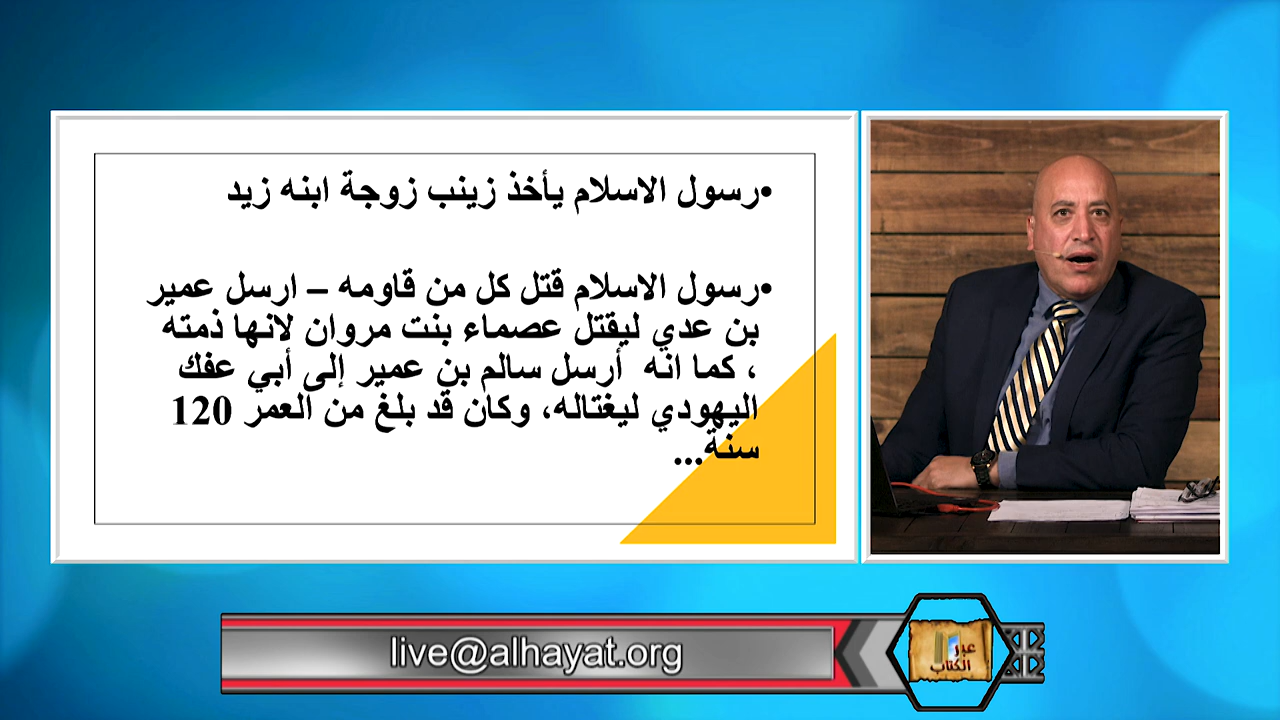 •رسول الاسلام يأخذ زينب زوجة ابنه زيد
•رسول الاسلام قتل كل من قاومه – ارسل عمير
بن عدي ليقتل عصماء بنت مروان لانها ذمته
، كما انه أرسل سالم بن عمير إلى أبي عفك
اليهودي ليغتاله، وكان قد بلغ من العمر 120
سنة...
live@alhayat.org
عبر
الكتاب